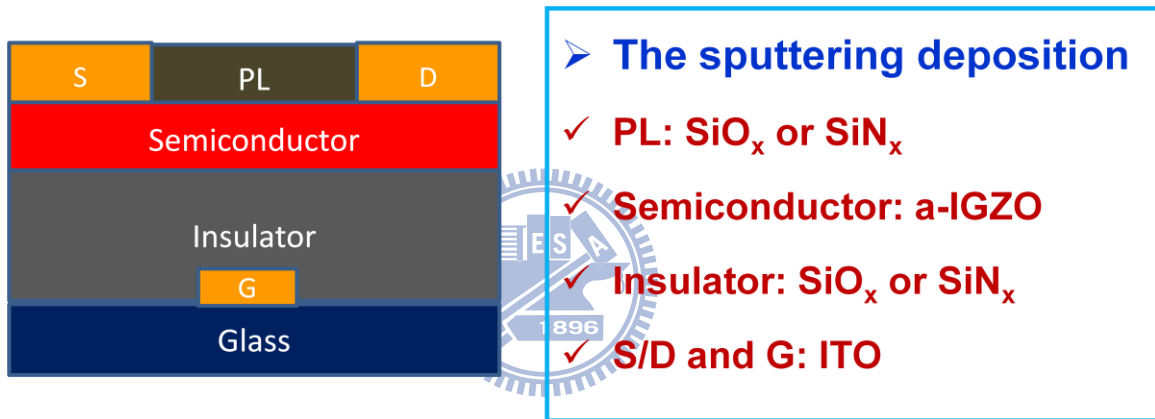 S PL D
Semiconductor
Insulator
G
Glass
➢ The sputtering deposition
✓ PL: SiOₓ or SiNₓ
✓ Semiconductor: a-IGZO
✓ Insulator: SiOₓ or SiNₓ
✓ S/D and G: ITO
E S A
1896